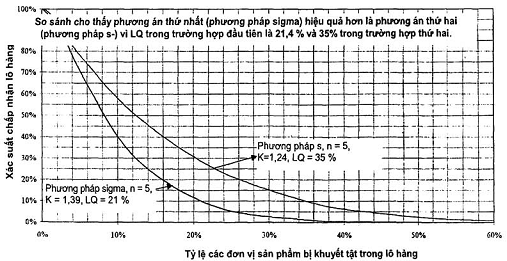 So sánh cho thấy phương án thứ nhất (phương pháp sigma) hiệu quả hơn là phương án thứ hai
(phương pháp s-) vì LQ trong trường hợp đầu tiên là 21,4 % và 35% trong trường hợp thứ hai.
80%
70%
60%
50%
40%
30%
20%
10%
0%
Xác suất chấp nhận lô hàng
Phương pháp s, n = 5,
K=1,24, LQ = 35 %
Phương pháp sigma, n = 5,
K = 1,39, LQ = 21 %
0% 10% 20% 30% 40% 50% 60%
Tỷ lệ các đơn vị sản phẩm bị khuyết tật trong lô hàng